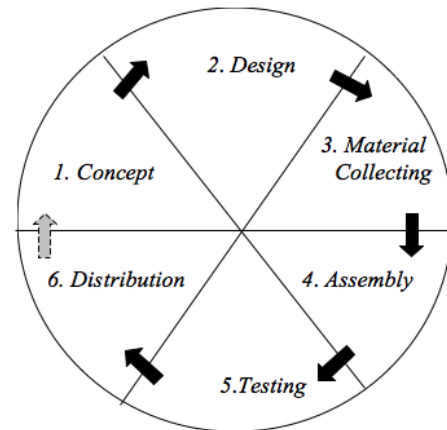 1. Concept
2. Design
3. Material
Collecting
4. Assembly
5.Testing
6. Distribution